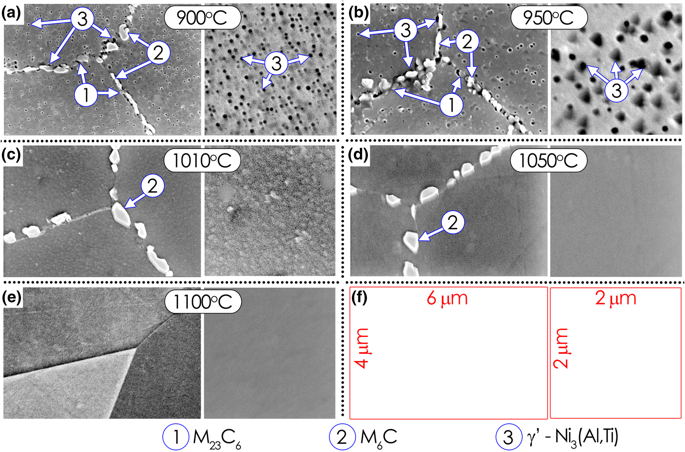 (a) 900°C
3
2
1
3
(b) 950°C
3
2
1
3
(c) 1010°C
2
(d) 1050°C
2
(e) 1100°C
(f) 6 μm 2 μm
4 μm 2 μm
1 M₂₃C₆ 2 M₆C 3 γ' - Ni₃(Al,Ti)